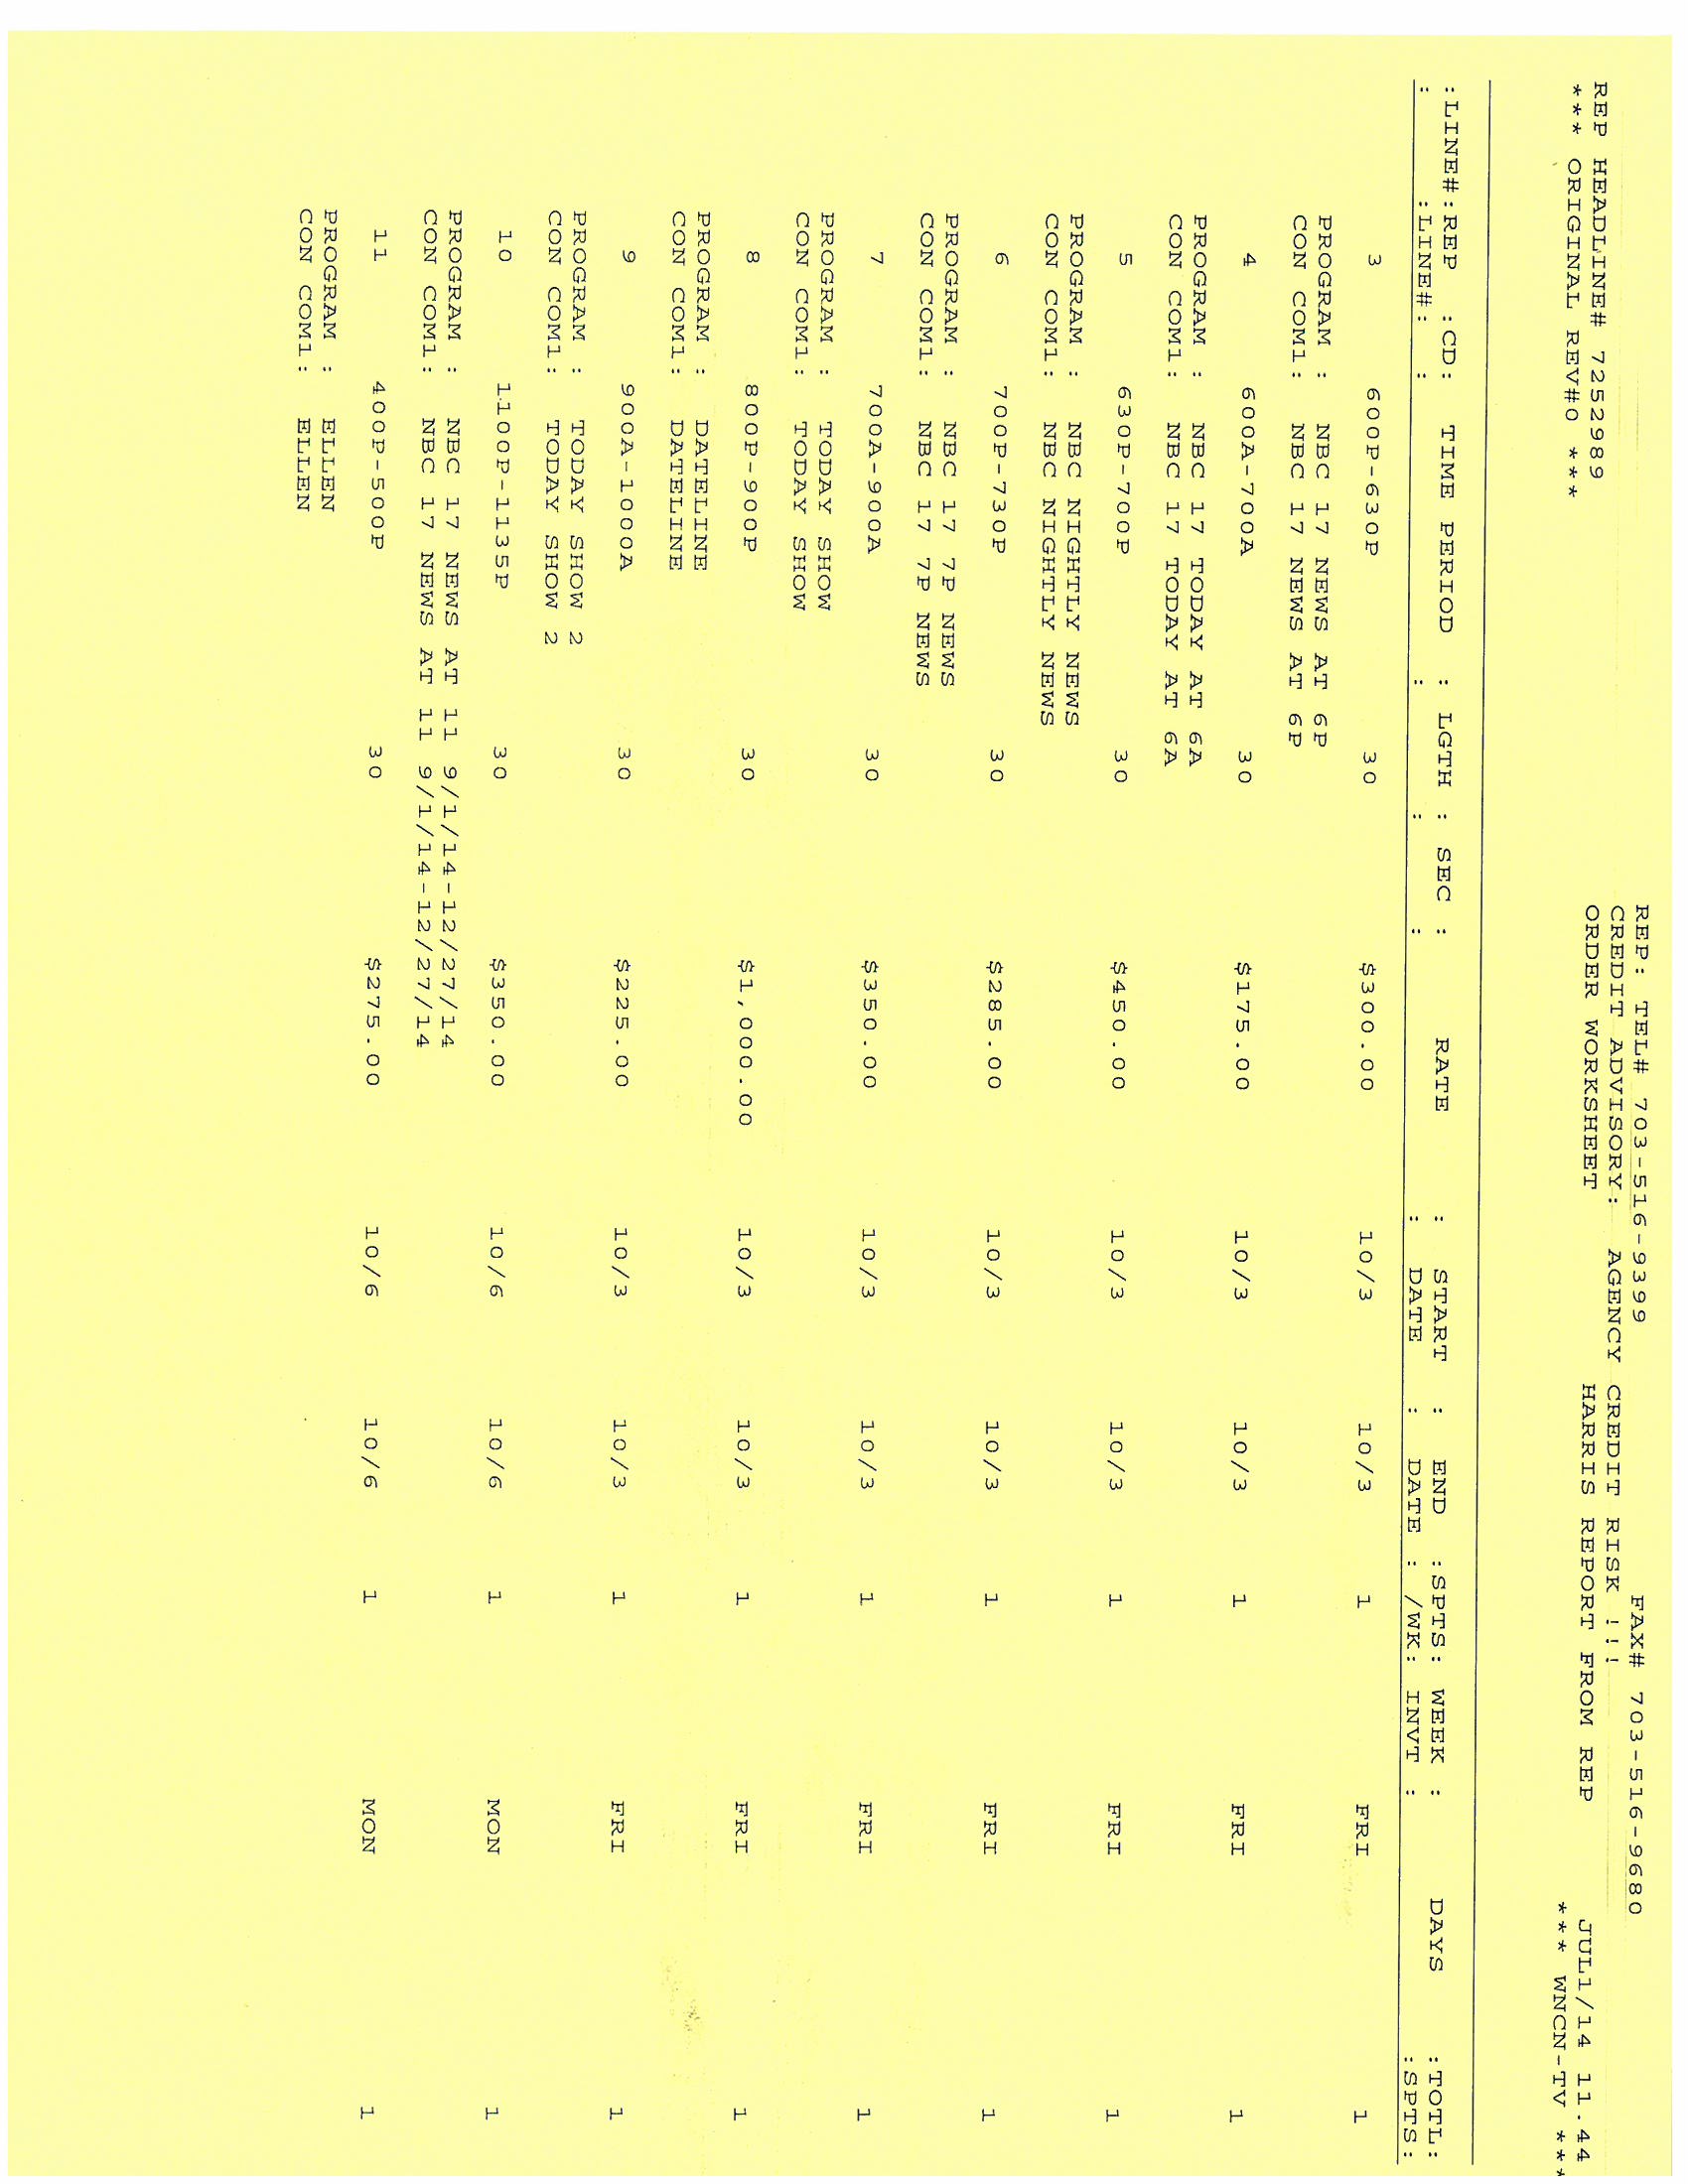 REP: TEL# 703-516-9399 FAX# 703-516-9680
CREDIT ADVISORY: AGENCY CREDIT RISK !!!
REP HEADLINE# 7252989 ORDER WORKSHEET HARRIS REPORT FROM REP JUL1/14 11.44
*** ORIGINAL REV#0 *** *** WNCN-TV ***
:LINE#:REP :CD: TIME PERIOD : LGTH : SEC : RATE : START : END :SPTS: WEEK : DAYS :TOTL:
: :LINE#: : : : : : DATE : DATE : /WK: INVT : :SPTS:
3 600P-630P 30 $300.00 10/3 10/3 1 FRI 1
PROGRAM : NBC 17 NEWS AT 6P
CON COM1: NBC 17 NEWS AT 6P
4 600A-700A 30 $175.00 10/3 10/3 1 FRI 1
PROGRAM : NBC 17 TODAY AT 6A
CON COM1: NBC 17 TODAY AT 6A
5 630P-700P 30 $450.00 10/3 10/3 1 FRI 1
PROGRAM : NBC NIGHTLY NEWS
CON COM1: NBC NIGHTLY NEWS
6 700P-730P 30 $285.00 10/3 10/3 1 FRI 1
PROGRAM : NBC 17 7P NEWS
CON COM1: NBC 17 7P NEWS
7 700A-900A 30 $350.00 10/3 10/3 1 FRI 1
PROGRAM : TODAY SHOW
CON COM1: TODAY SHOW
8 800P-900P 30 $1,000.00 10/3 10/3 1 FRI 1
PROGRAM : DATELINE
CON COM1: DATELINE
9 900A-1000A 30 $225.00 10/3 10/3 1 FRI 1
PROGRAM : TODAY SHOW 2
CON COM1: TODAY SHOW 2
10 1100P-1135P 30 $350.00 10/6 10/6 1 MON 1
PROGRAM : NBC 17 NEWS AT 11 9/1/14-12/27/14
CON COM1: NBC 17 NEWS AT 11 9/1/14-12/27/14
11 400P-500P 30 $275.00 10/6 10/6 1 MON 1
PROGRAM : ELLEN
CON COM1: ELLEN